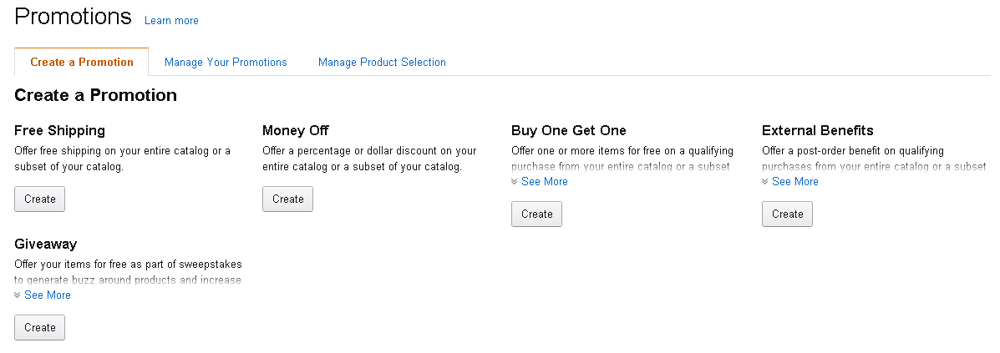 Promotions Learn more
Create a Promotion Manage Your Promotions Manage Product Selection
Create a Promotion
Free Shipping
Offer free shipping on your entire catalog or a
subset of your catalog.
Create
Money Off
Offer a percentage or dollar discount on your
entire catalog or a subset of your catalog.
Create
Buy One Get One
Offer one or more items for free on a qualifying
purchase from your entire catalog or a subset
See More
Create
External Benefits
Offer a post-order benefit on qualifying
purchases from your entire catalog or a subset
See More
Create
Giveaway
Offer your items for free as part of sweepstakes
to generate buzz around products and increase
See More
Create